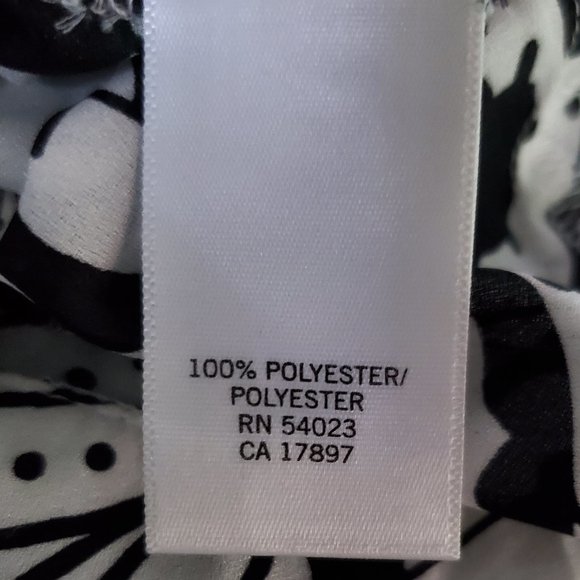 100% POLYESTER/
POLYESTER
RN 54023
CA 17897